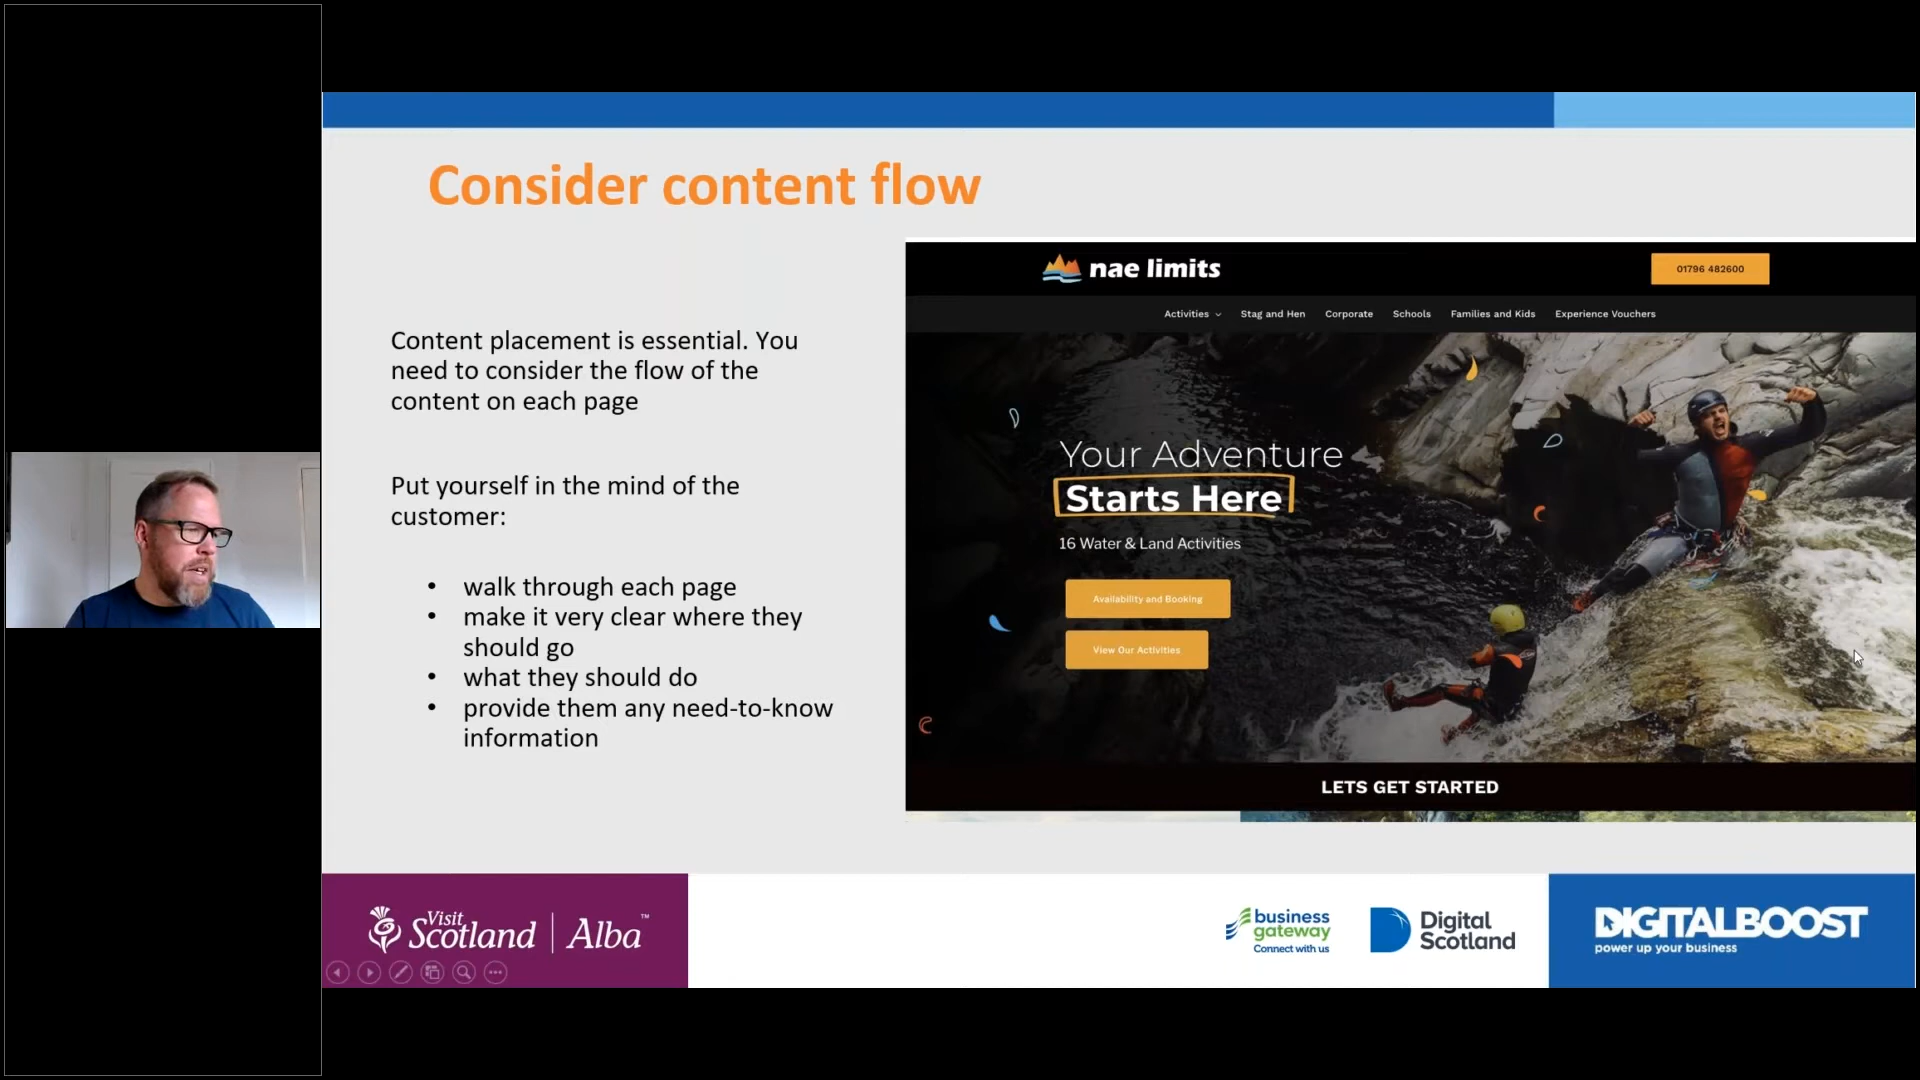 Consider content flow
Content placement is essential. You
need to consider the flow of the
content on each page
Put yourself in the mind of the
customer:
• walk through each page
• make it very clear where they
should go
• what they should do
• provide them any need-to-know
information
nae limits
01796 482600
Activities
Stag and Hen
Corporate
Schools
Families and Kids
Experience Vouchers
Your Adventure
Starts Here
16 Water & Land Activities
Availability and Booking
View Our Activities
LETS GET STARTED
Visit
Scotland | Alba™
business
gateway
Connect with us
Digital
Scotland
DIGITALBOOST
power up your business